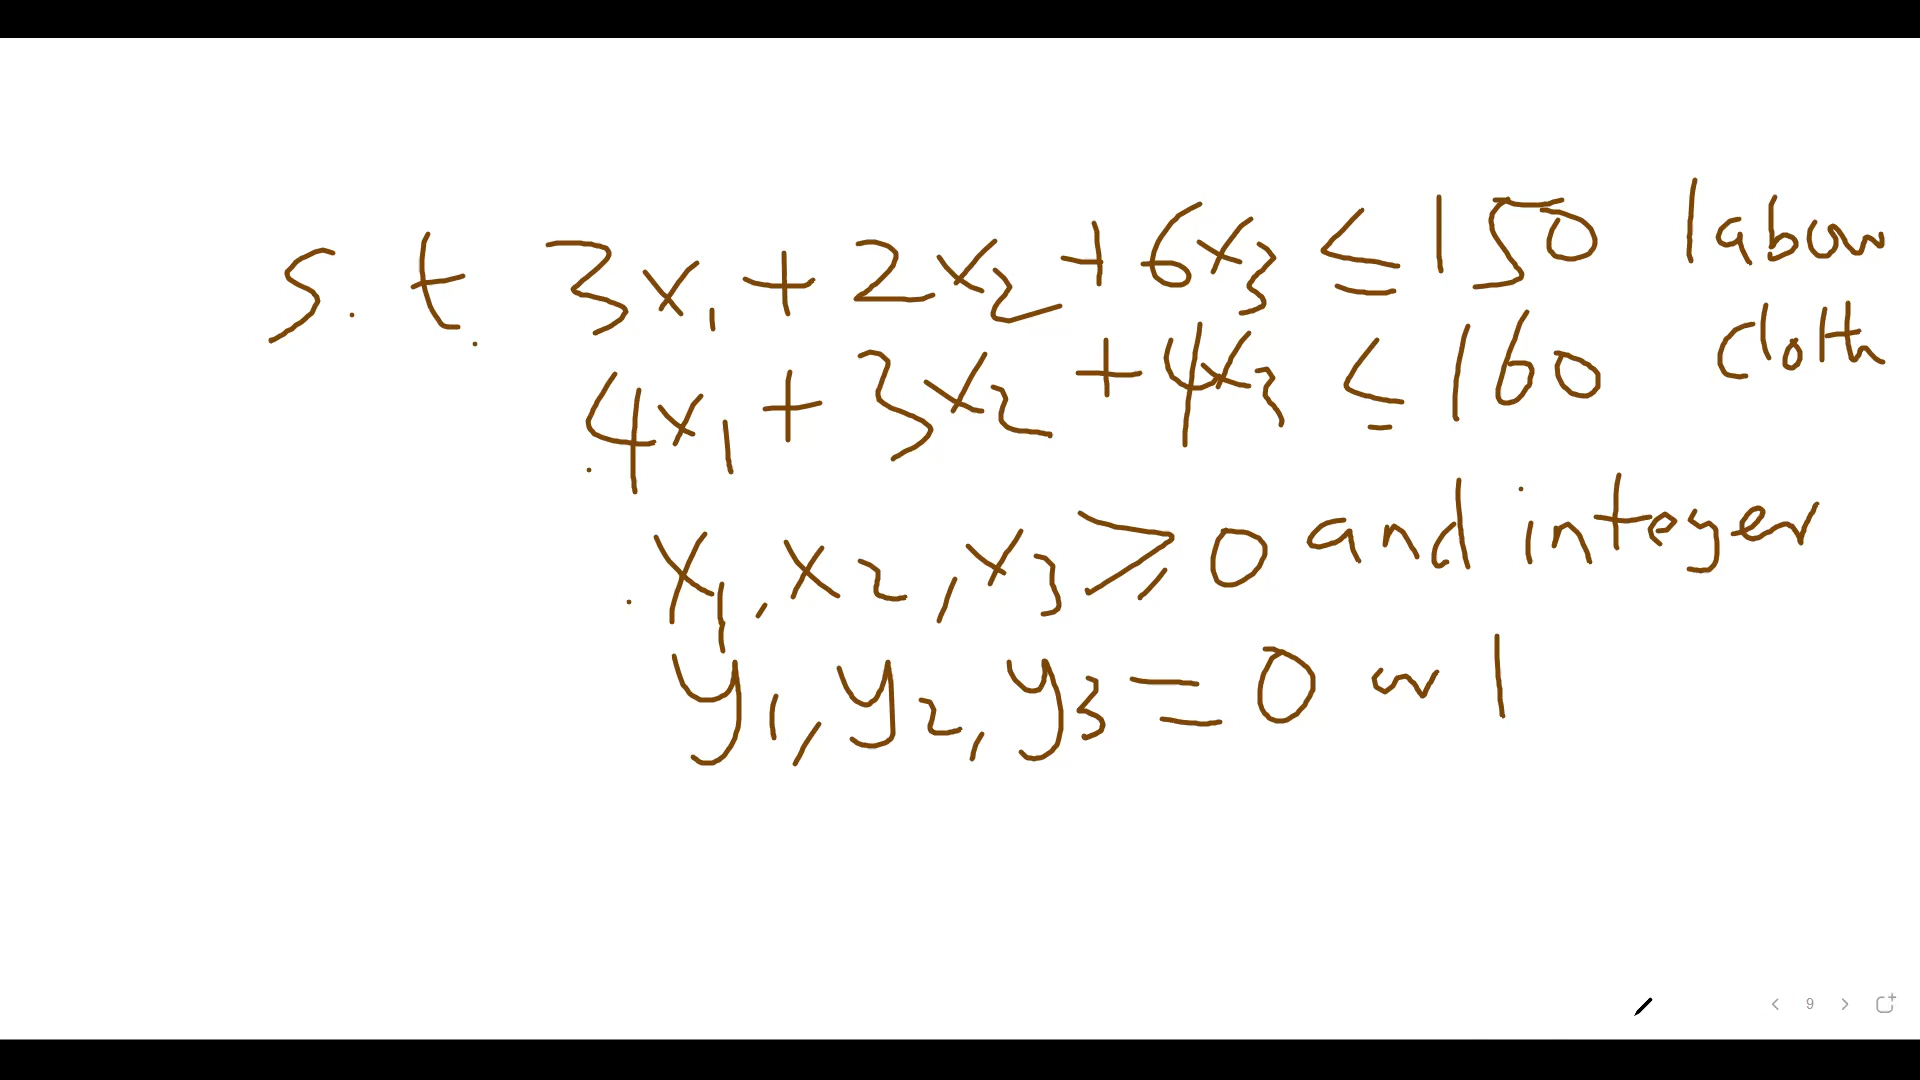 s.t. 3x₁ + 2x₂ + 6x₃ ≤ 150 labour
4x₁ + 3x₂ + 4x₃ ≤ 160 cloth
x₁, x₂, x₃ ≥ 0 and integer
y₁, y₂, y₃ = 0 or 1
9